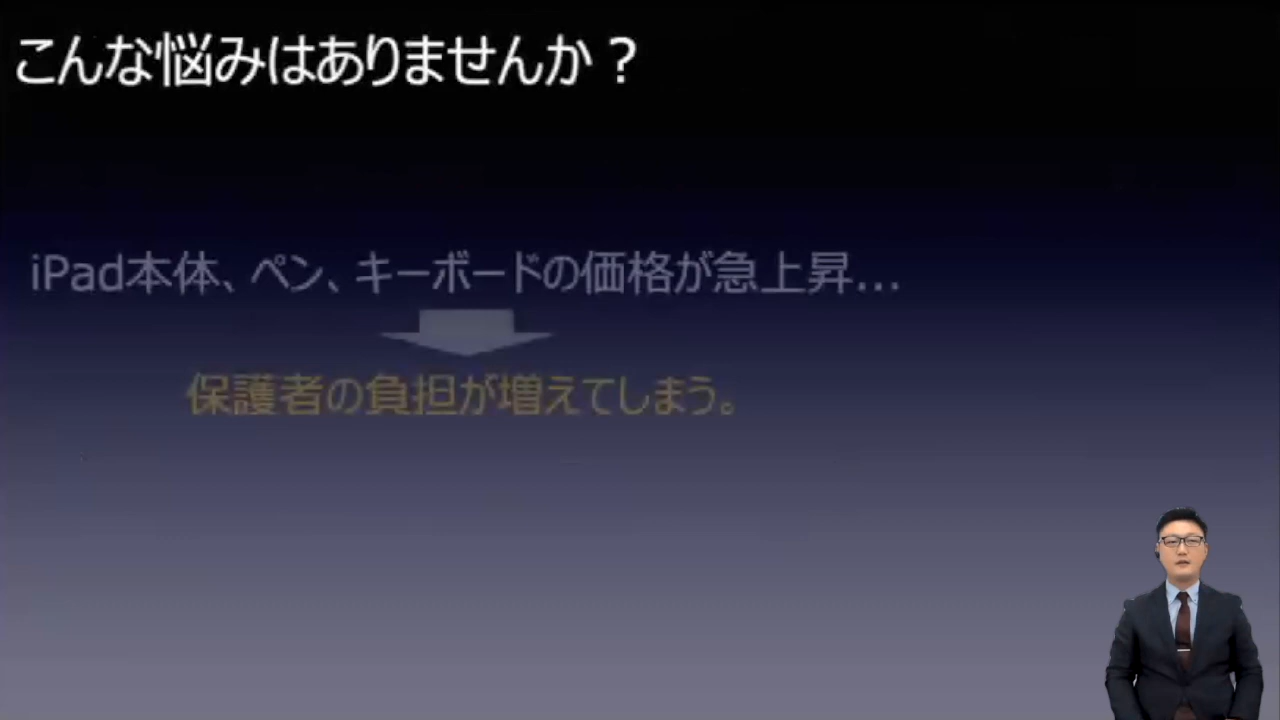 こんな悩みはありませんか？
iPad本体、ペン、キーボードの価格が急上昇…
保護者の負担が増えてしまう。